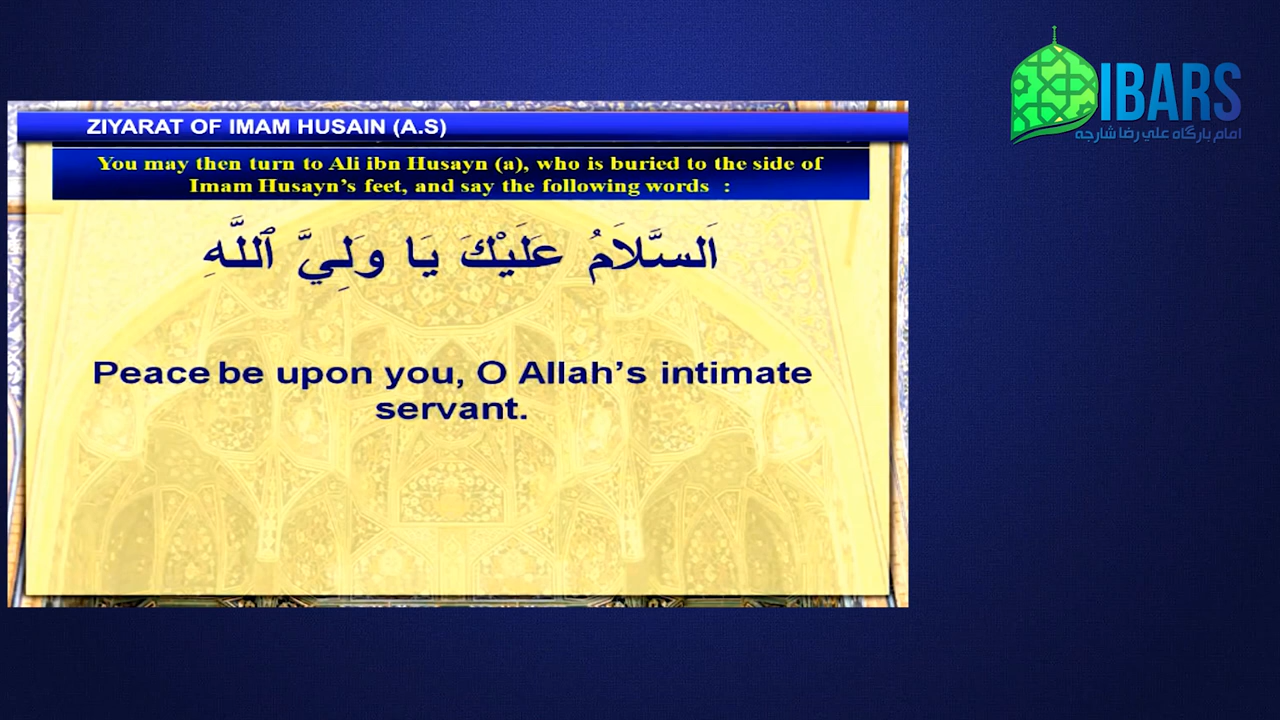 IBARS
امام بارگاه علي رضا شارجه
ZIYARAT OF IMAM HUSAIN (A.S)
You may then turn to Ali ibn Husayn (a), who is buried to the side of
Imam Husayn’s feet, and say the following words :
اَلسَّلَامُ عَلَيْكَ يَا وَلِيَّ ٱللَّهِ
Peace be upon you, O Allah’s intimate
servant.